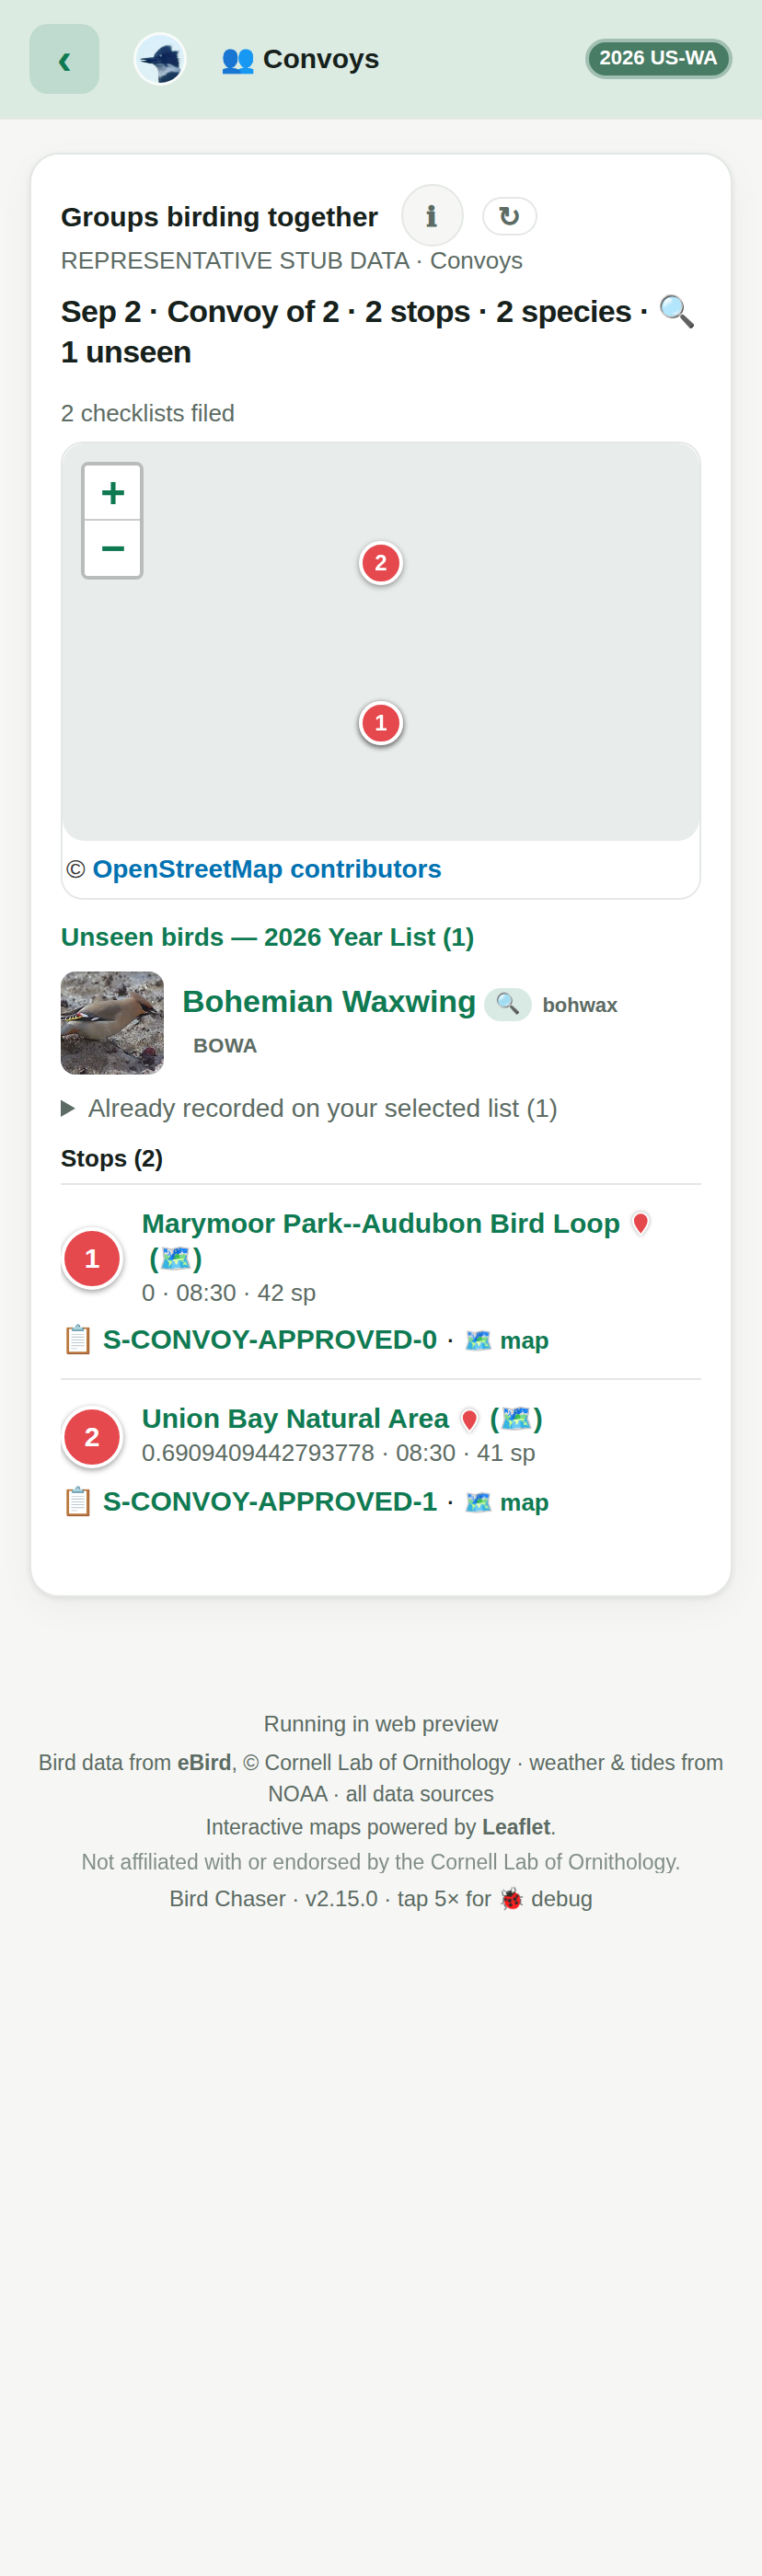 ‹ 👥 Convoys 2026 US-WA
Groups birding together ℹ ↻
REPRESENTATIVE STUB DATA · Convoys
Sep 2 · Convoy of 2 · 2 stops · 2 species · 🔍
1 unseen
2 checklists filed
+
−
2
1
© OpenStreetMap contributors
Unseen birds — 2026 Year List (1)
Bohemian Waxwing 🔍 bohwax
BOWA
▶ Already recorded on your selected list (1)
Stops (2)
1 Marymoor Park--Audubon Bird Loop 📍
(🗺️)
0 · 08:30 · 42 sp
📋 S-CONVOY-APPROVED-0 · 🗺️ map
2 Union Bay Natural Area 📍 (🗺️)
0.6909409442793778 · 08:30 · 41 sp
📋 S-CONVOY-APPROVED-1 · 🗺️ map
Running in web preview
Bird data from eBird, © Cornell Lab of Ornithology · weather & tides from
NOAA · all data sources
Interactive maps powered by Leaflet.
Not affiliated with or endorsed by the Cornell Lab of Ornithology.
Bird Chaser · v2.15.0 · tap 5× for 🐞 debug